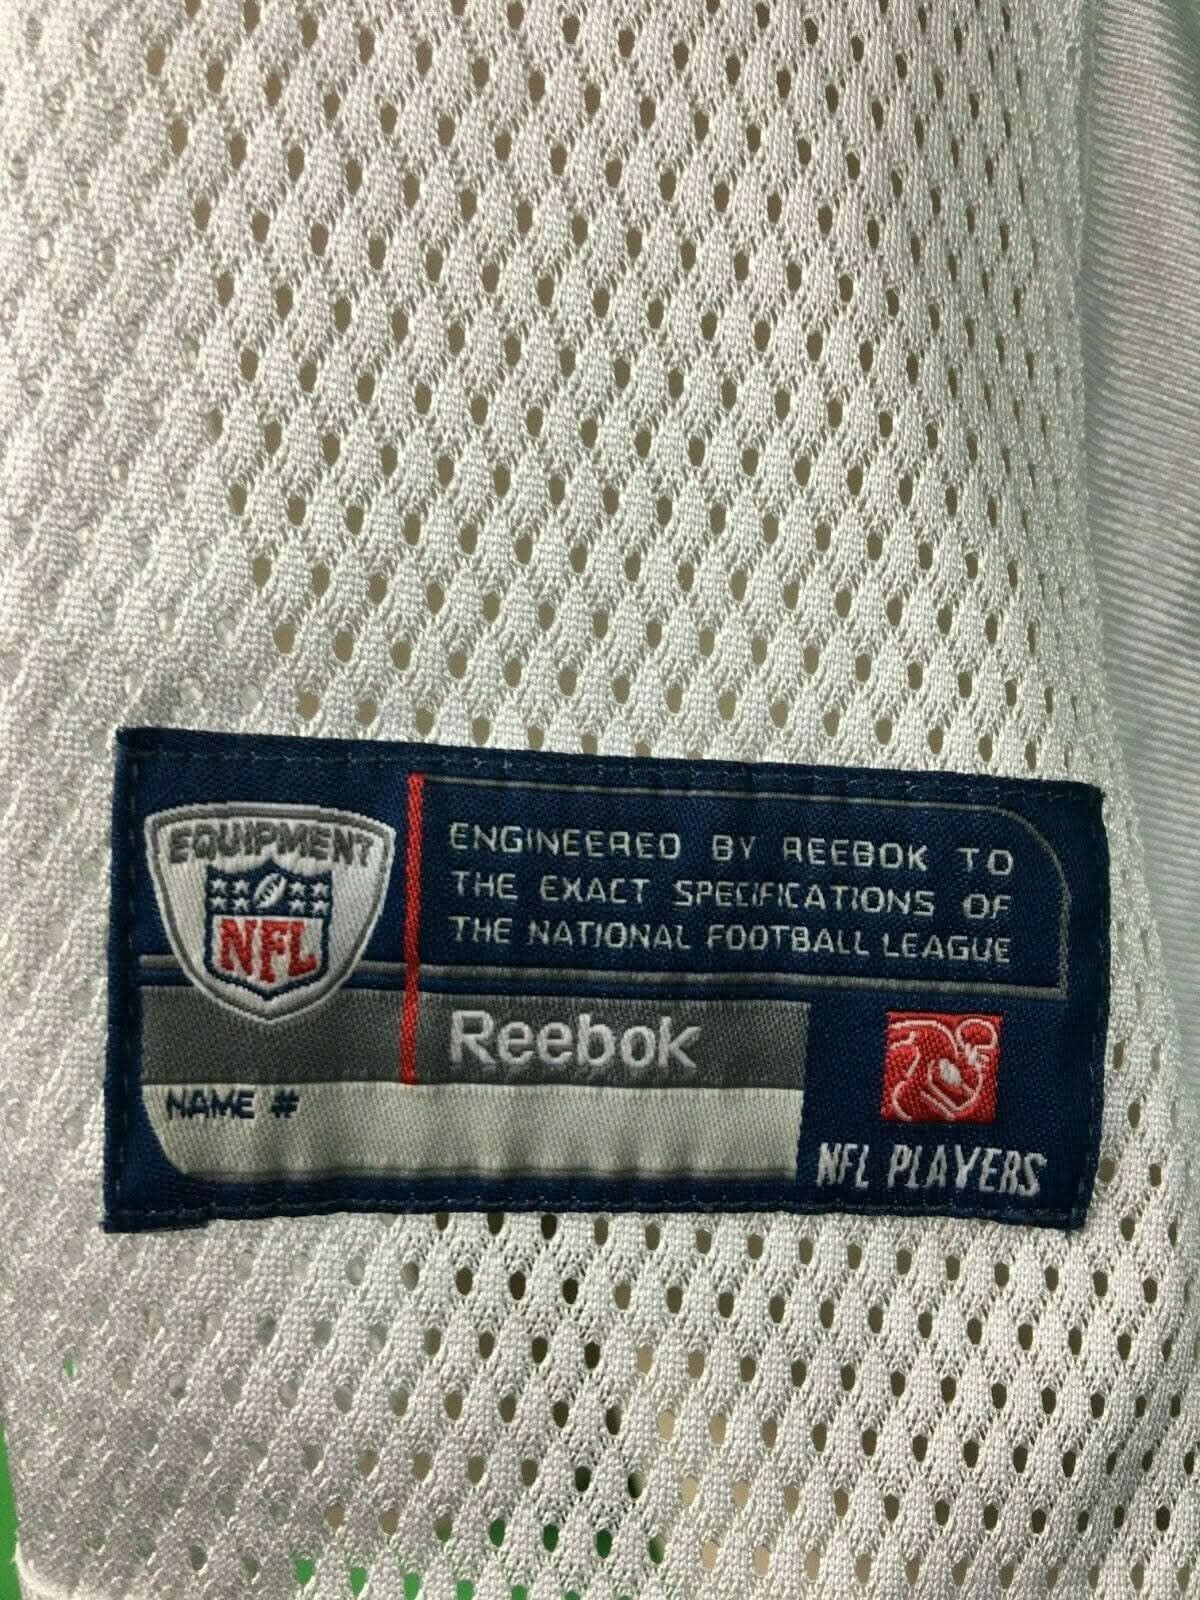 EQUIPMENT
NFL
ENGINEERED BY REEBOK TO
THE EXACT SPECIFICATIONS OF
THE NATIONAL FOOTBALL LEAGUE
Reebok
NAME #
NFL PLAYERS